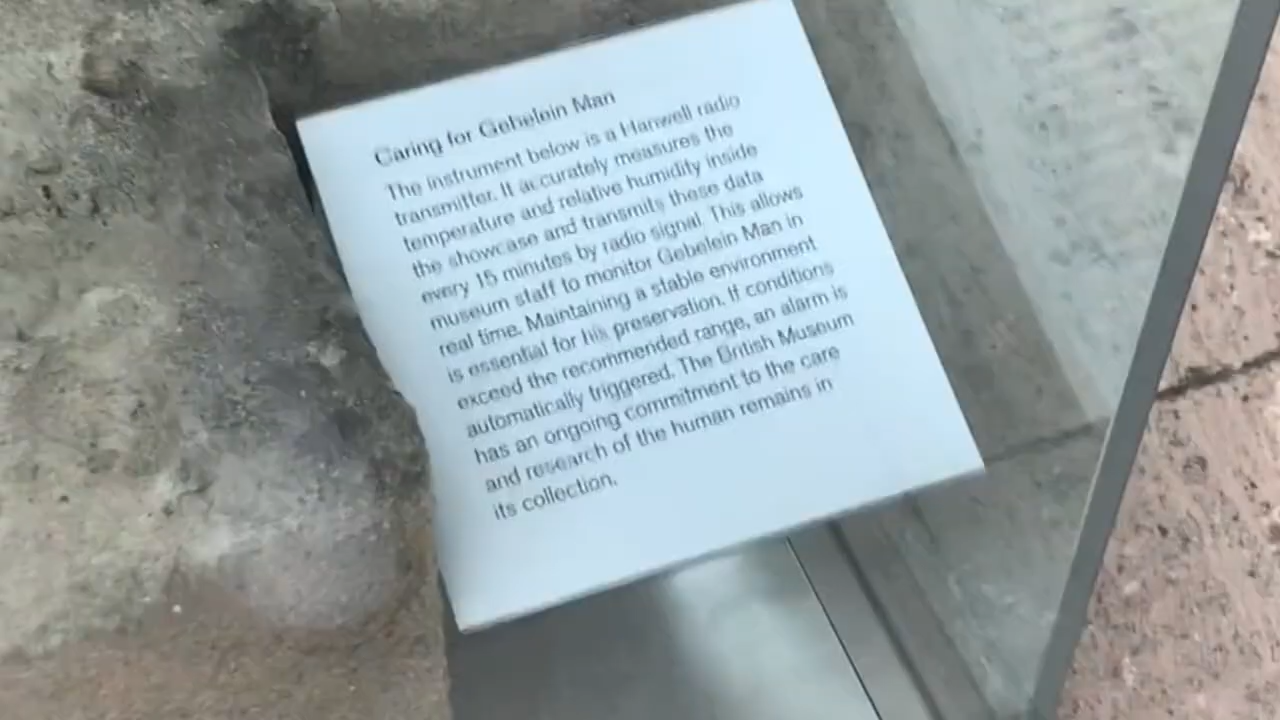 Caring for Gebelein Man
The instrument below is a Hanwell radio
transmitter. It accurately measures the
temperature and relative humidity inside
the showcase and transmits these data
every 15 minutes by radio signal. This allows
museum staff to monitor Gebelein Man in
real time. Maintaining a stable environment
is essential for his preservation. If conditions
exceed the recommended range, an alarm is
automatically triggered. The British Museum
has an ongoing commitment to the care
and research of the human remains in
its collection.